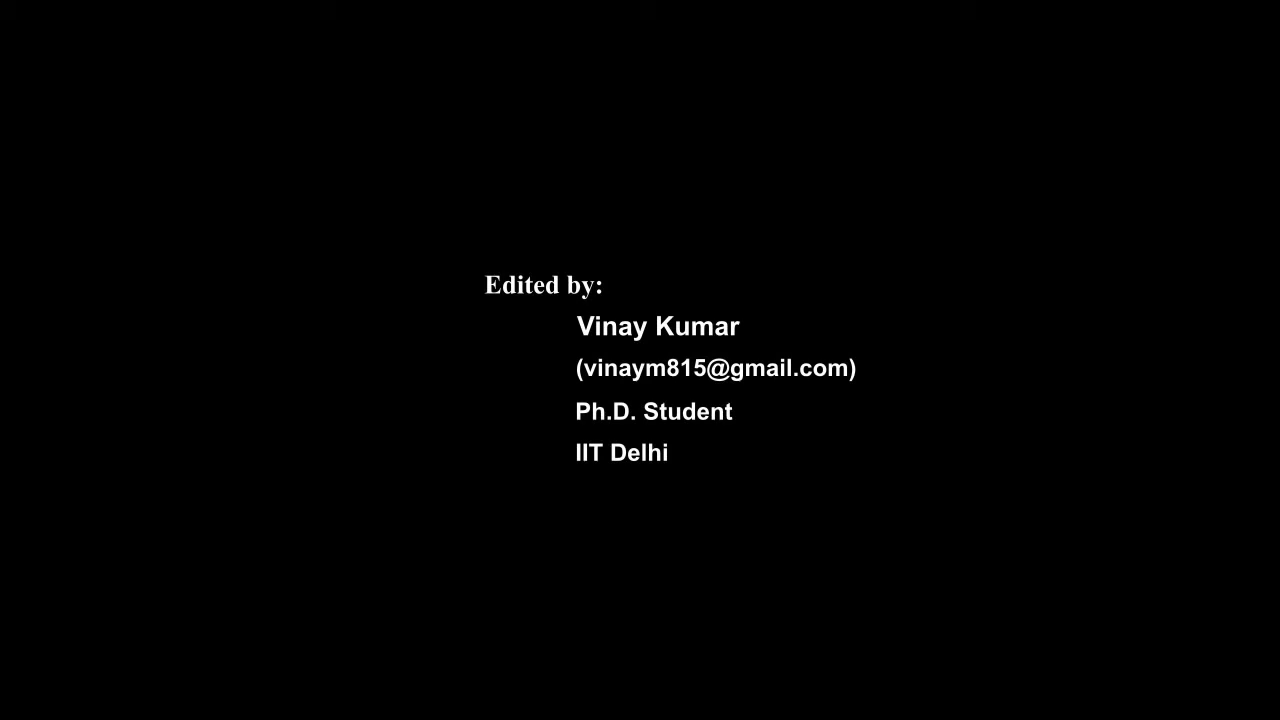 Edited by:
Vinay Kumar
(vinaym815@gmail.com)
Ph.D. Student
IIT Delhi